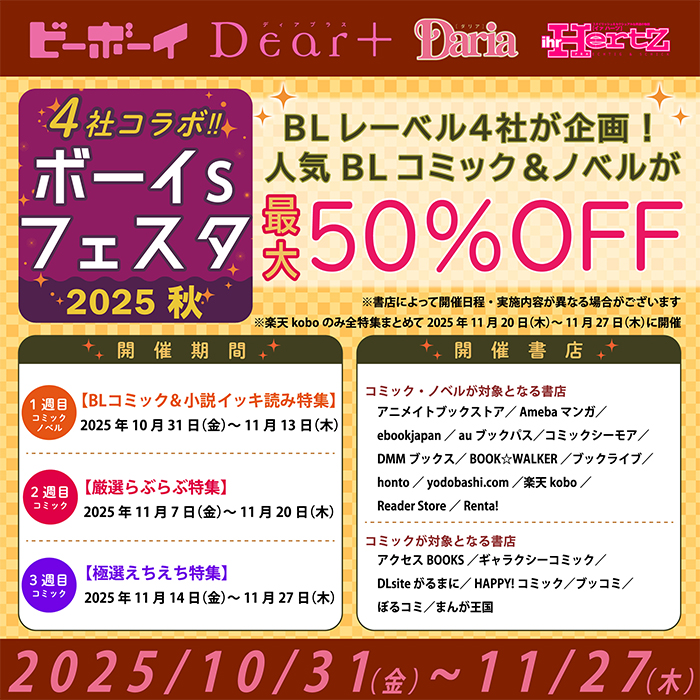 ビーボーイ
ディアプラス
Dear+
[ダリア]
Daria
ihr HertZ
4社コラボ!!
ボーイs
フェスタ
2025 秋
BLレーベル4社が企画！
人気BLコミック＆ノベルが
最大
50%OFF
※書店によって開催日程・実施内容が異なる場合がございます
※楽天koboのみ全特集まとめて2025年11月20日(木)～11月27日(木)に開催
開催期間
1週目
コミック
ノベル
【BLコミック＆小説イッキ読み特集】
2025年10月31日(金)～11月13日(木)
2週目
コミック
【厳選らぶらぶ特集】
2025年11月7日(金)～11月20日(木)
3週目
コミック
【極選えちえち特集】
2025年11月14日(金)～11月27日(木)
開催書店
コミック・ノベルが対象となる書店
アニメイトブックストア／Amebaマンガ／
ebookjapan／auブックパス／コミックシーモア／
DMMブックス／BOOK☆WALKER／ブックライブ／
honto／yodobashi.com／楽天kobo／
Reader Store／Renta!
コミックが対象となる書店
アクセスBOOKS／ギャラクシーコミック／
DLsiteがるまに／HAPPY!コミック／ブッコミ／
ぽるコミ／まんが王国
2025/10/31(金)～11/27(木)